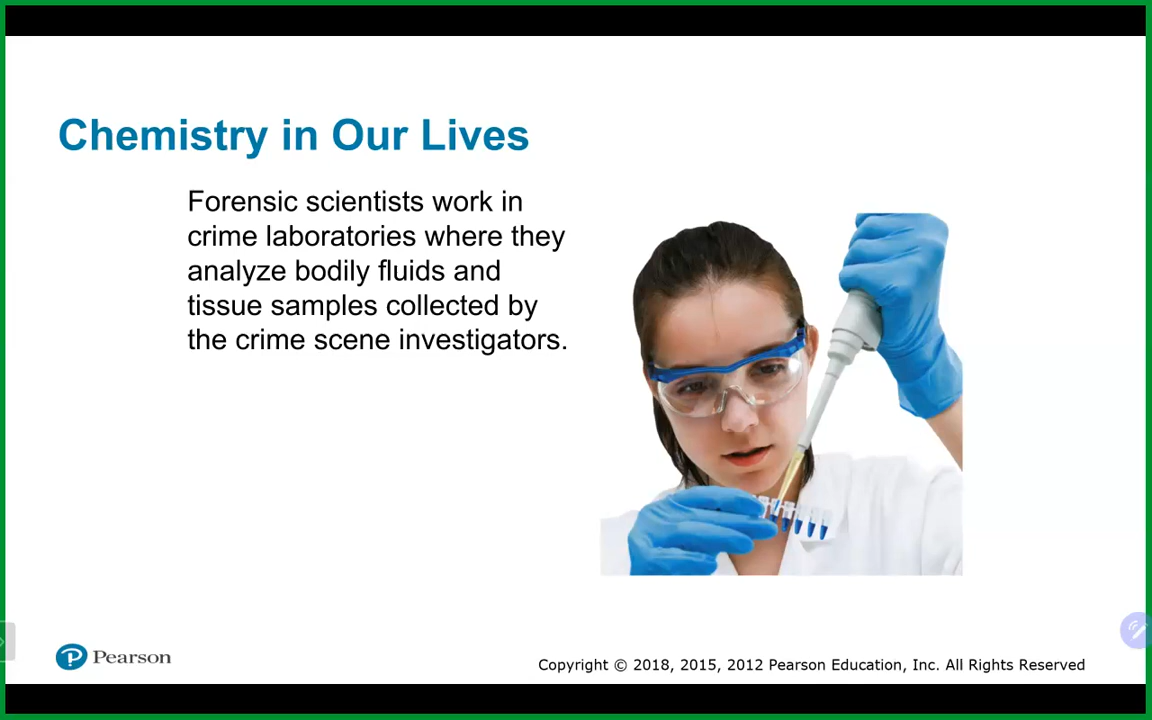 Chemistry in Our Lives
Forensic scientists work in
crime laboratories where they
analyze bodily fluids and
tissue samples collected by
the crime scene investigators.
Pearson
Copyright © 2018, 2015, 2012 Pearson Education, Inc. All Rights Reserved